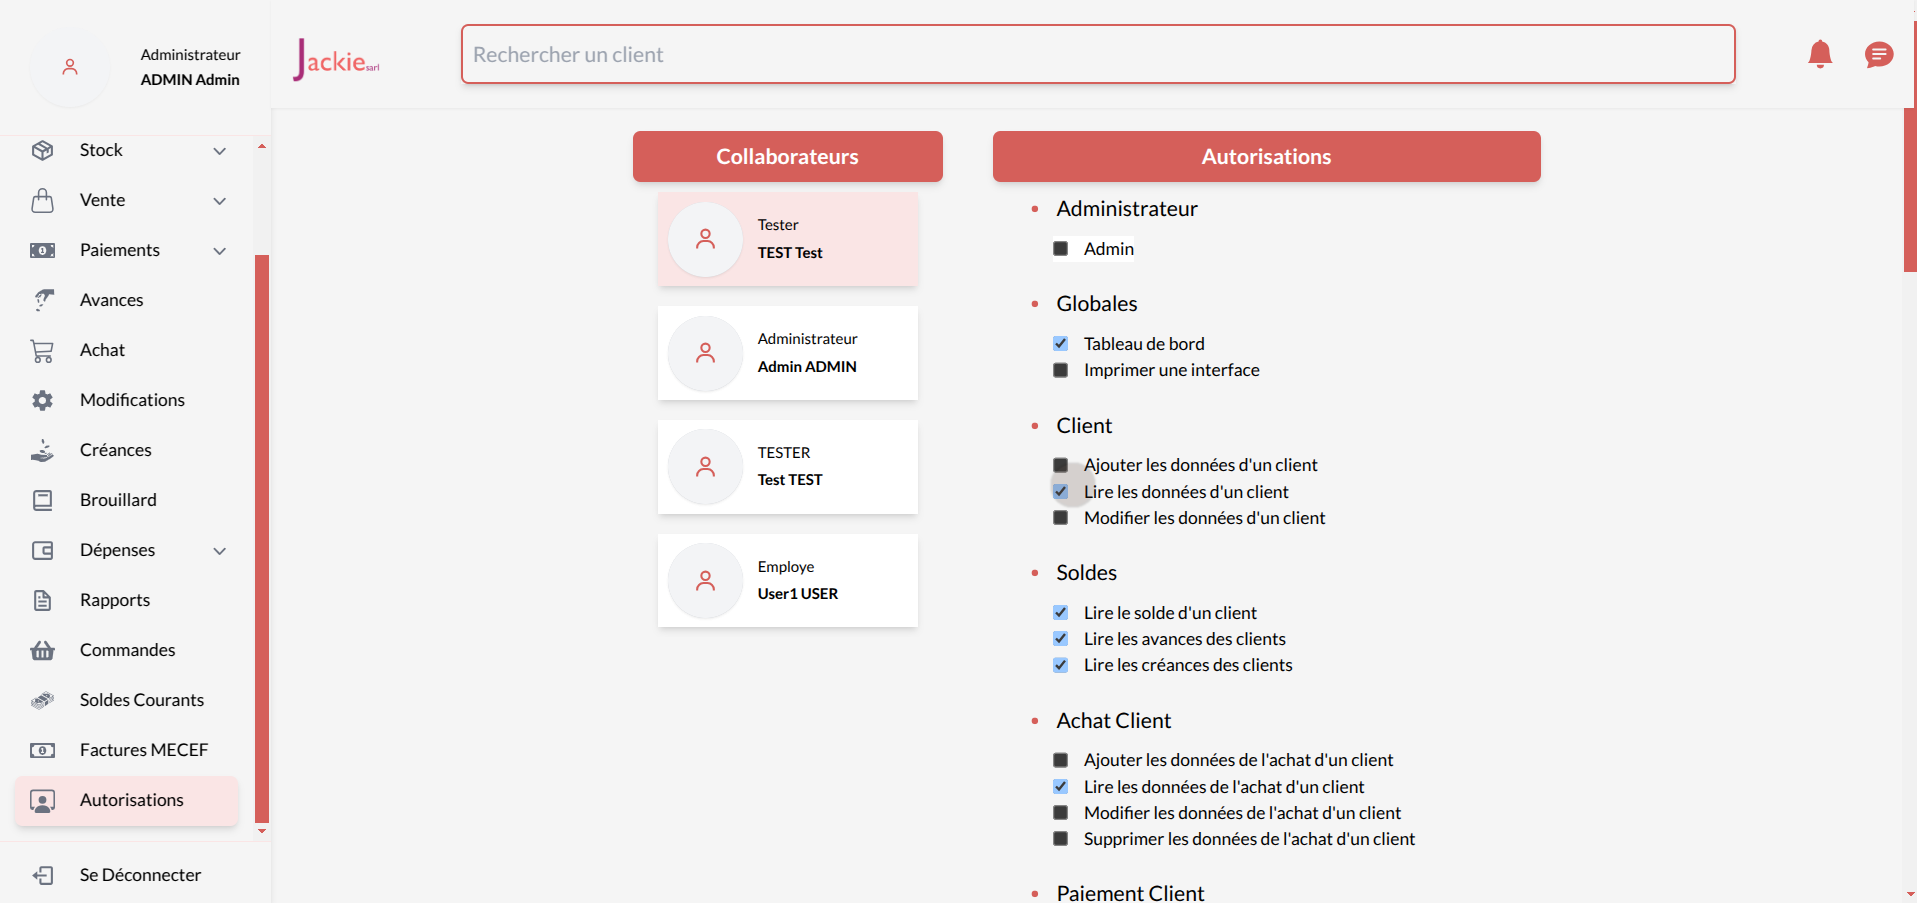 Administrateur
ADMIN Admin
Jackie sarl
Rechercher un client
Stock
Vente
Paiements
Avances
Achat
Modifications
Créances
Brouillard
Dépenses
Rapports
Commandes
Soldes Courants
Factures MECEF
Autorisations
Se Déconnecter
Collaborateurs
Tester
TEST Test
Administrateur
Admin ADMIN
TESTER
Test TEST
Employe
User1 USER
Autorisations
Administrateur
Admin
Globales
Tableau de bord
Imprimer une interface
Client
Ajouter les données d'un client
Lire les données d'un client
Modifier les données d'un client
Soldes
Lire le solde d'un client
Lire les avances des clients
Lire les créances des clients
Achat Client
Ajouter les données de l'achat d'un client
Lire les données de l'achat d'un client
Modifier les données de l'achat d'un client
Supprimer les données de l'achat d'un client
Paiement Client